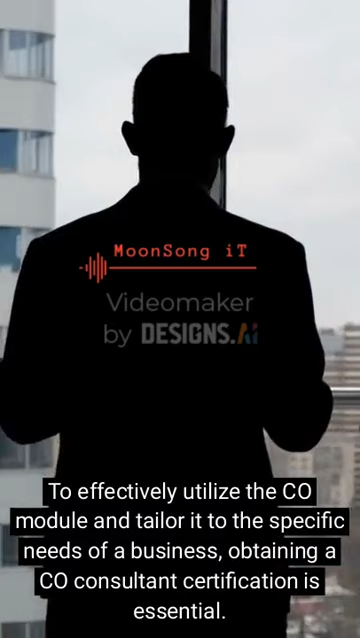 MoonSong iT
Videomaker
by DESIGNS.Ai
To effectively utilize the CO
module and tailor it to the specific
needs of a business, obtaining a
CO consultant certification is
essential.